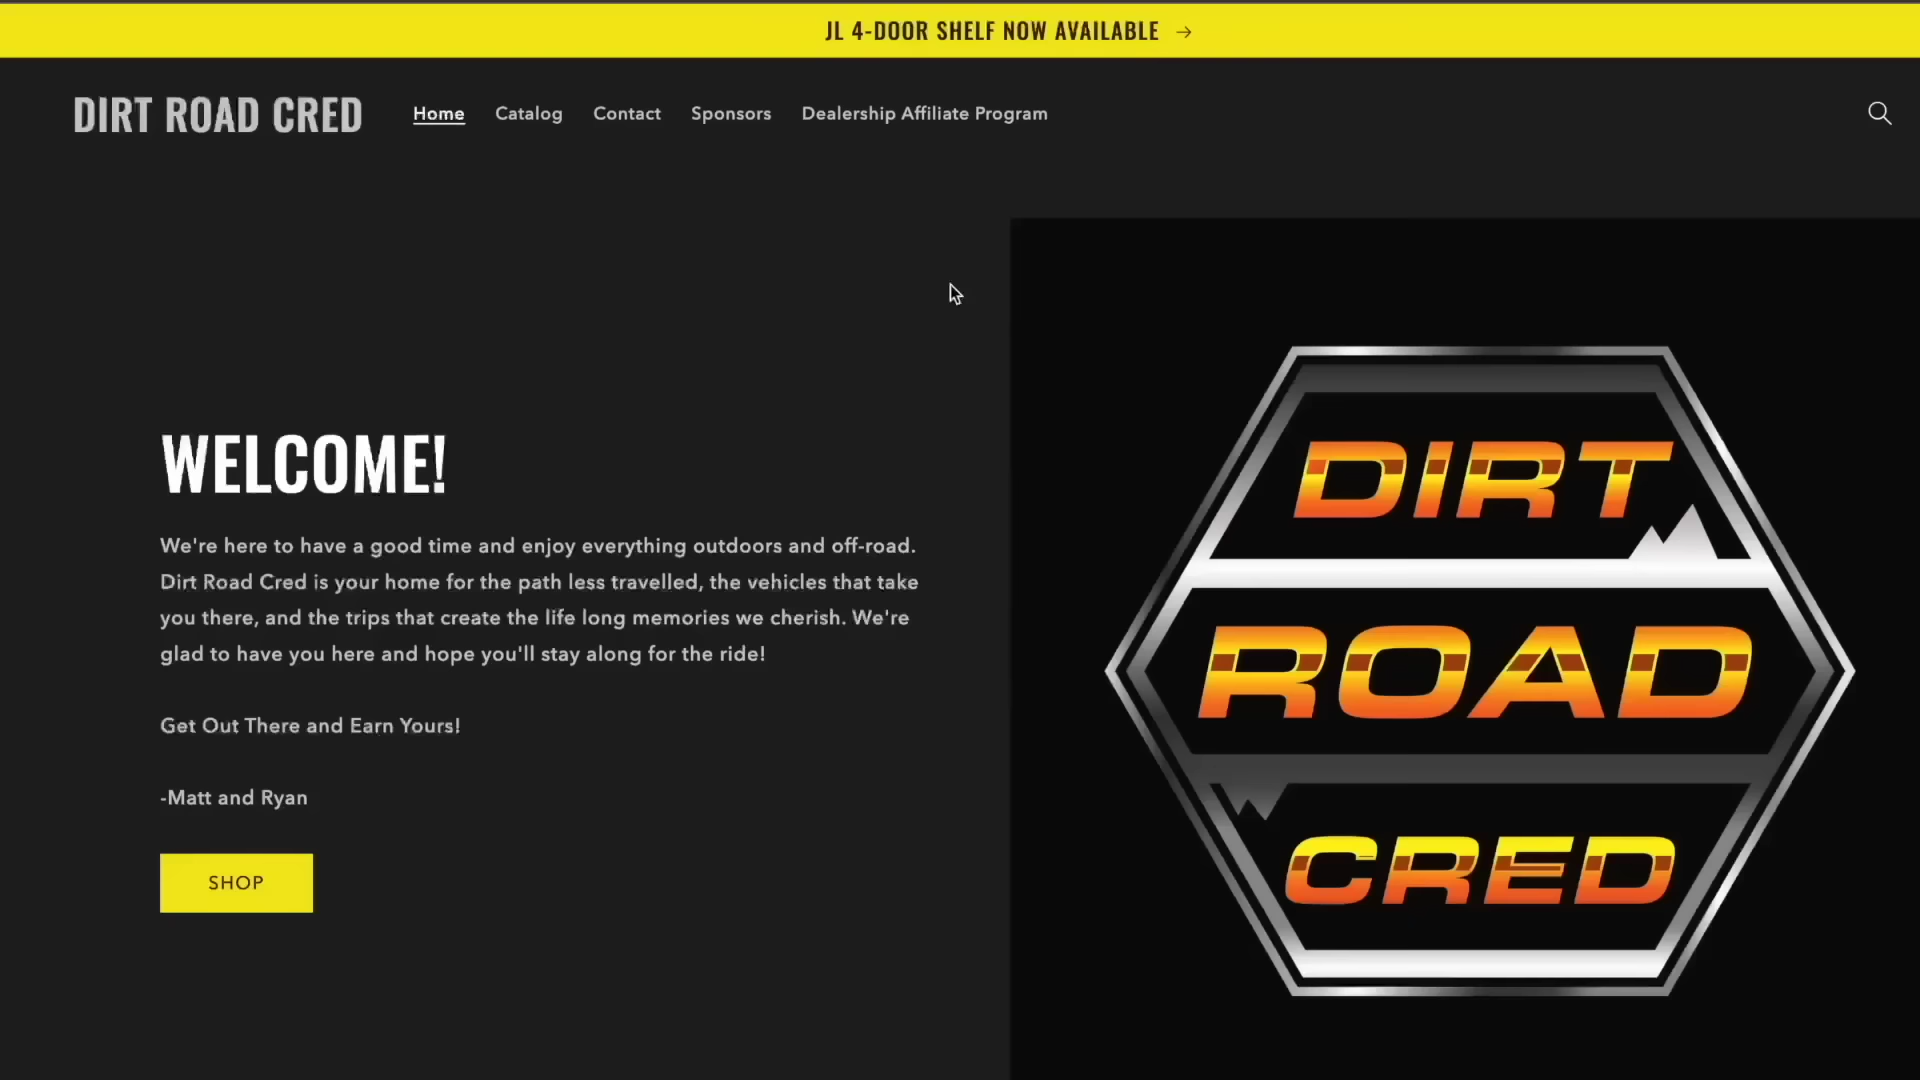 JL 4-DOOR SHELF NOW AVAILABLE →
DIRT ROAD CRED
Home Catalog Contact Sponsors Dealership Affiliate Program
WELCOME!
We're here to have a good time and enjoy everything outdoors and off-road.
Dirt Road Cred is your home for the path less travelled, the vehicles that take
you there, and the trips that create the life long memories we cherish. We're
glad to have you here and hope you'll stay along for the ride!
Get Out There and Earn Yours!
-Matt and Ryan
SHOP
DIRT
ROAD
CRED